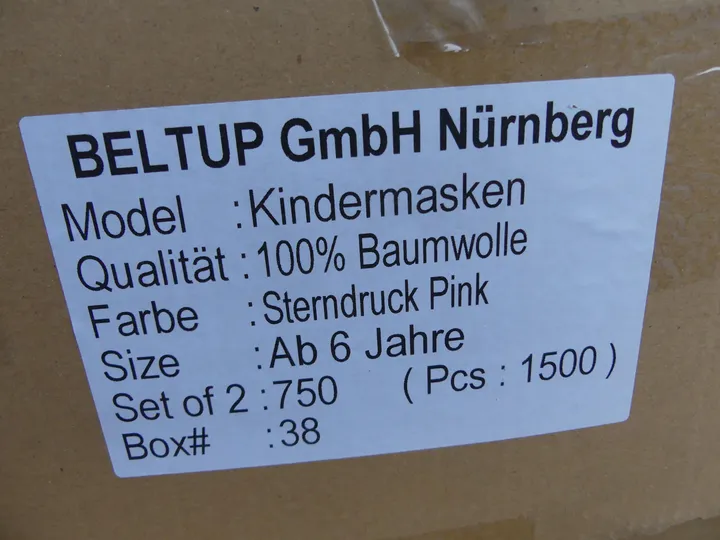 BELTUP GmbH Nürnberg
Model :Kindermasken
Qualität :100% Baumwolle
Farbe :Sterndruck Pink
Size :Ab 6 Jahre
Set of 2 :750 ( Pcs : 1500 )
Box# :38